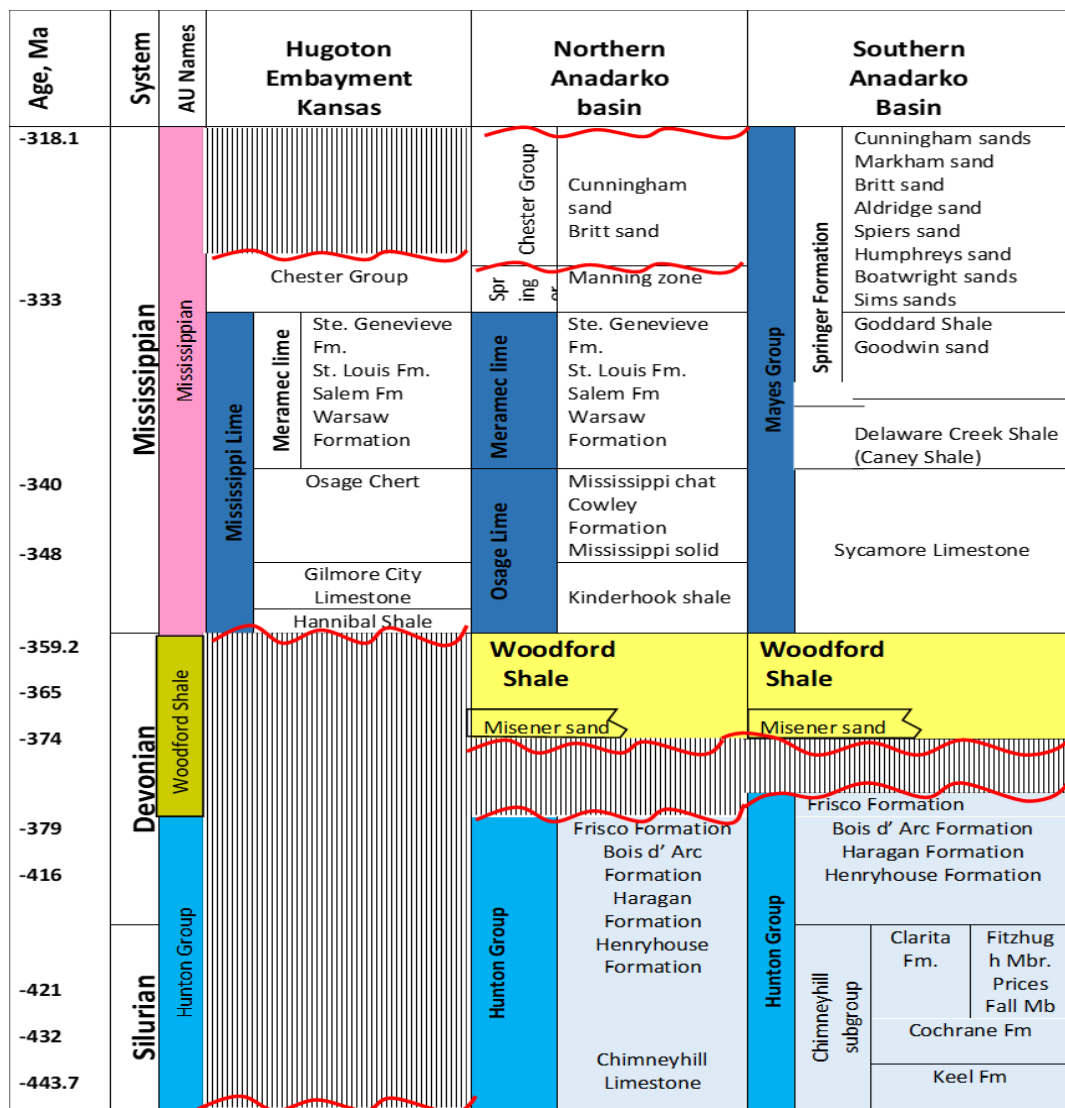 Age, Ma
System
AU Names
Hugoton
Embayment
Kansas
Northern
Anadarko
basin
Southern
Anadarko
Basin
-318.1
-333
-340
-348
-359.2
-365
-374
-379
-416
-421
-432
-443.7
Mississippian
Devonian
Silurian
Mississippian
Woodford Shale
Hunton Group
Chester Group
Mississippi Lime
Meramec lime
Ste. Genevieve
Fm.
St. Louis Fm.
Salem Fm
Warsaw
Formation
Osage Chert
Gilmore City
Limestone
Hannibal Shale
Chester Group
Cunningham
sand
Britt sand
Spr
ing
er
Manning zone
Meramec lime
Ste. Genevieve
Fm.
St. Louis Fm.
Salem Fm
Warsaw
Formation
Osage Lime
Mississippi chat
Cowley
Formation
Mississippi solid
Kinderhook shale
Woodford
Shale
Misener sand
Hunton Group
Frisco Formation
Bois d’ Arc
Formation
Haragan
Formation
Henryhouse
Formation
Chimneyhill
Limestone
Mayes Group
Springer Formation
Cunningham sands
Markham sand
Britt sand
Aldridge sand
Spiers sand
Humphreys sand
Boatwright sands
Sims sands
Goddard Shale
Goodwin sand
Delaware Creek Shale
(Caney Shale)
Sycamore Limestone
Woodford
Shale
Misener sand
Hunton Group
Frisco Formation
Bois d’ Arc Formation
Haragan Formation
Henryhouse Formation
Chimneyhill
subgroup
Clarita
Fm.
Fitzhug
h Mbr.
Prices
Fall Mb
Cochrane Fm
Keel Fm